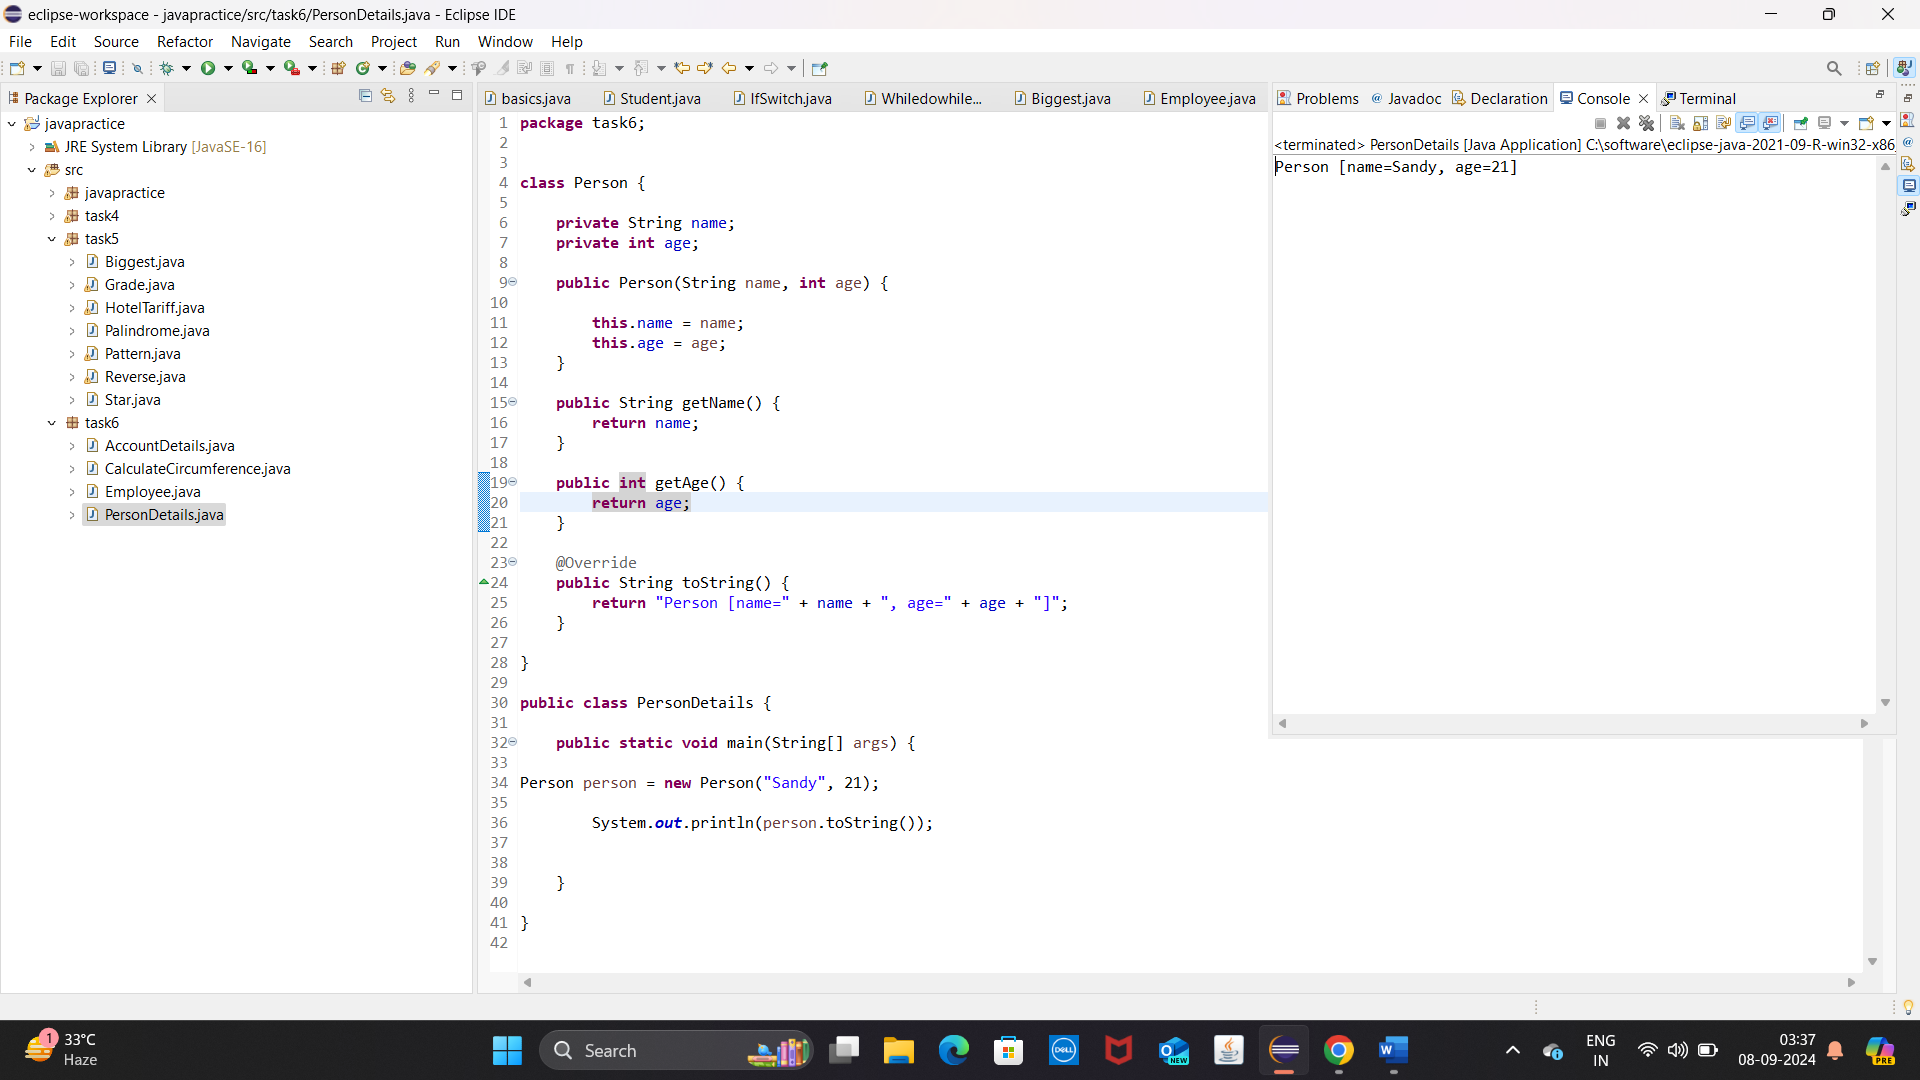 eclipse-workspace - javapractice/src/task6/PersonDetails.java - Eclipse IDE
File Edit Source Refactor Navigate Search Project Run Window Help
Package Explorer
javapractice
JRE System Library [JavaSE-16]
src
javapractice
task4
task5
Biggest.java
Grade.java
HotelTariff.java
Palindrome.java
Pattern.java
Reverse.java
Star.java
task6
AccountDetails.java
CalculateCircumference.java
Employee.java
PersonDetails.java
basics.java Student.java IfSwitch.java Whiledowhile... Biggest.java Employee.java
1 package task6;
2
3
4 class Person {
5
6 private String name;
7 private int age;
8
9 public Person(String name, int age) {
10
11 this.name = name;
12 this.age = age;
13 }
14
15 public String getName() {
16 return name;
17 }
18
19 public int getAge() {
20 return age;
21 }
22
23 @Override
24 public String toString() {
25 return "Person [name=" + name + ", age=" + age + "]";
26 }
27
28 }
29
30 public class PersonDetails {
31
32 public static void main(String[] args) {
33
34 Person person = new Person("Sandy", 21);
35
36 System.out.println(person.toString());
37
38
39 }
40
41 }
42
Problems Javadoc Declaration Console Terminal
<terminated> PersonDetails [Java Application] C:\software\eclipse-java-2021-09-R-win32-x86
Person [name=Sandy, age=21]
1
33°C
Haze
Search
DELL
NEW
W
ENG
IN
03:37
08-09-2024
PRE